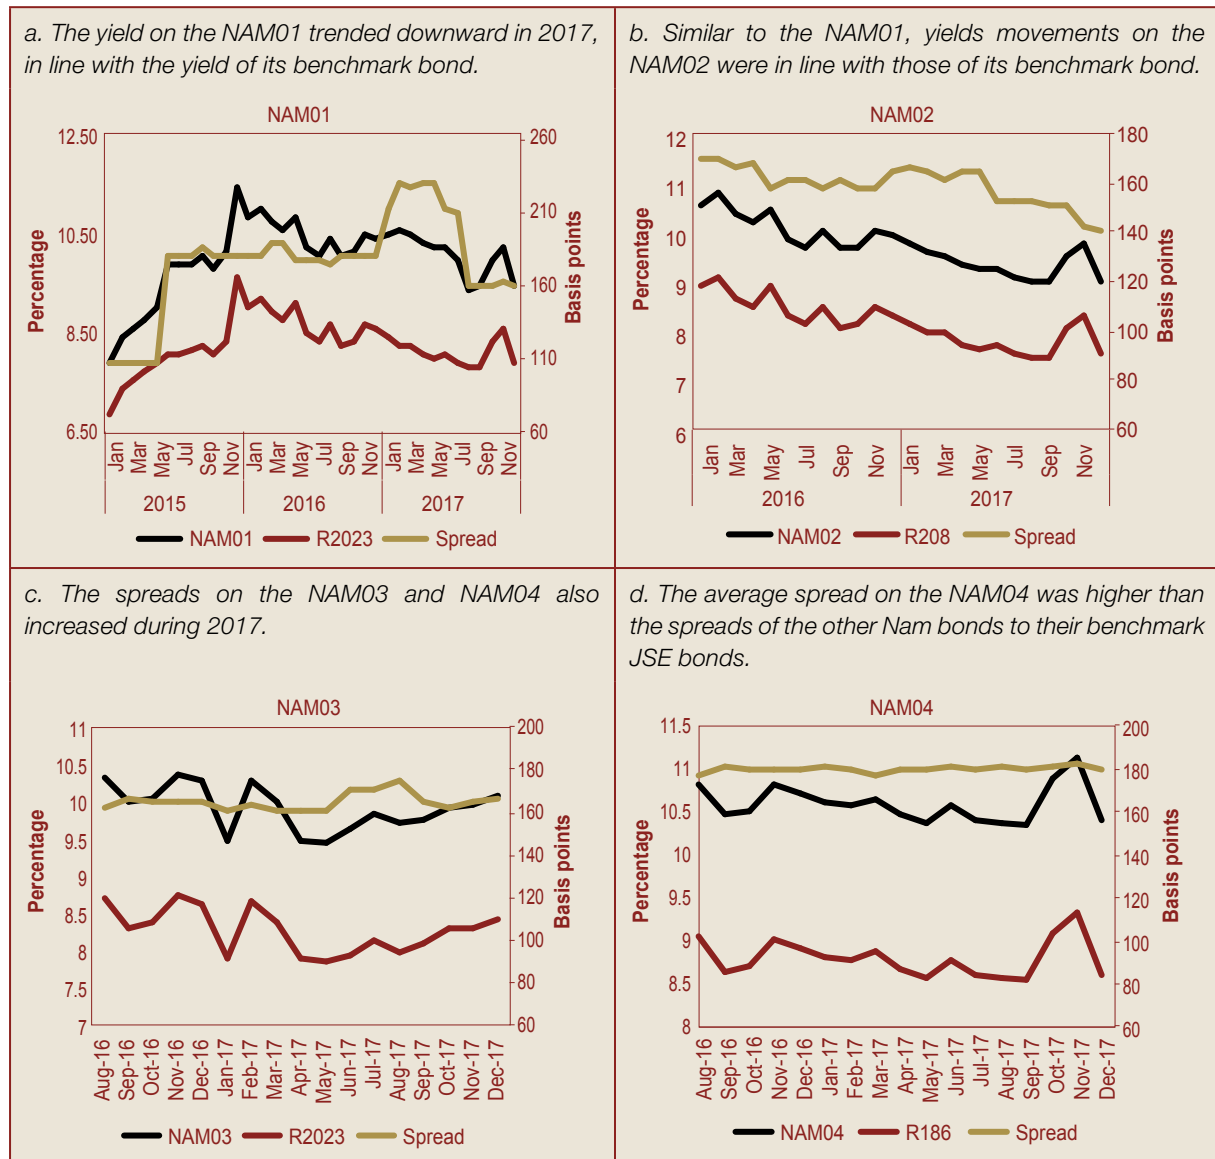 a. The yield on the NAM01 trended downward in 2017,
in line with the yield of its benchmark bond.
NAM01
12.50
10.50
8.50
6.50
Percentage
260
210
160
110
60
Basis points
Jan
Mar
May
Jul
Sep
Nov
Jan
Mar
May
Jul
Sep
Nov
Jan
Mar
May
Jul
Sep
Nov
2015
2016
2017
NAM01
R2023
Spread
b. Similar to the NAM01, yields movements on the
NAM02 were in line with those of its benchmark bond.
NAM02
12
11
10
9
8
7
6
Percentage
180
160
140
120
100
80
60
Basis points
Jan
Mar
May
Jul
Sep
Nov
Jan
Mar
May
Jul
Sep
Nov
2016
2017
NAM02
R208
Spread
c. The spreads on the NAM03 and NAM04 also
increased during 2017.
NAM03
11
10.5
10
9.5
9
8.5
8
7.5
7
Percentage
200
180
160
140
120
100
80
60
Basis points
Aug-16
Sep-16
Oct-16
Nov-16
Dec-16
Jan-17
Feb-17
Mar-17
Apr-17
May-17
Jun-17
Jul-17
Aug-17
Sep-17
Oct-17
Nov-17
Dec-17
NAM03
R2023
Spread
d. The average spread on the NAM04 was higher than
the spreads of the other Nam bonds to their benchmark
JSE bonds.
NAM04
11.5
11
10.5
10
9.5
9
8.5
8
Percentage
200
180
160
140
120
100
80
60
Basis points
Aug-16
Sep-16
Oct-16
Nov-16
Dec-16
Jan-17
Feb-17
Mar-17
Apr-17
May-17
Jun-17
Jul-17
Aug-17
Sep-17
Oct-17
Nov-17
Dec-17
NAM04
R186
Spread